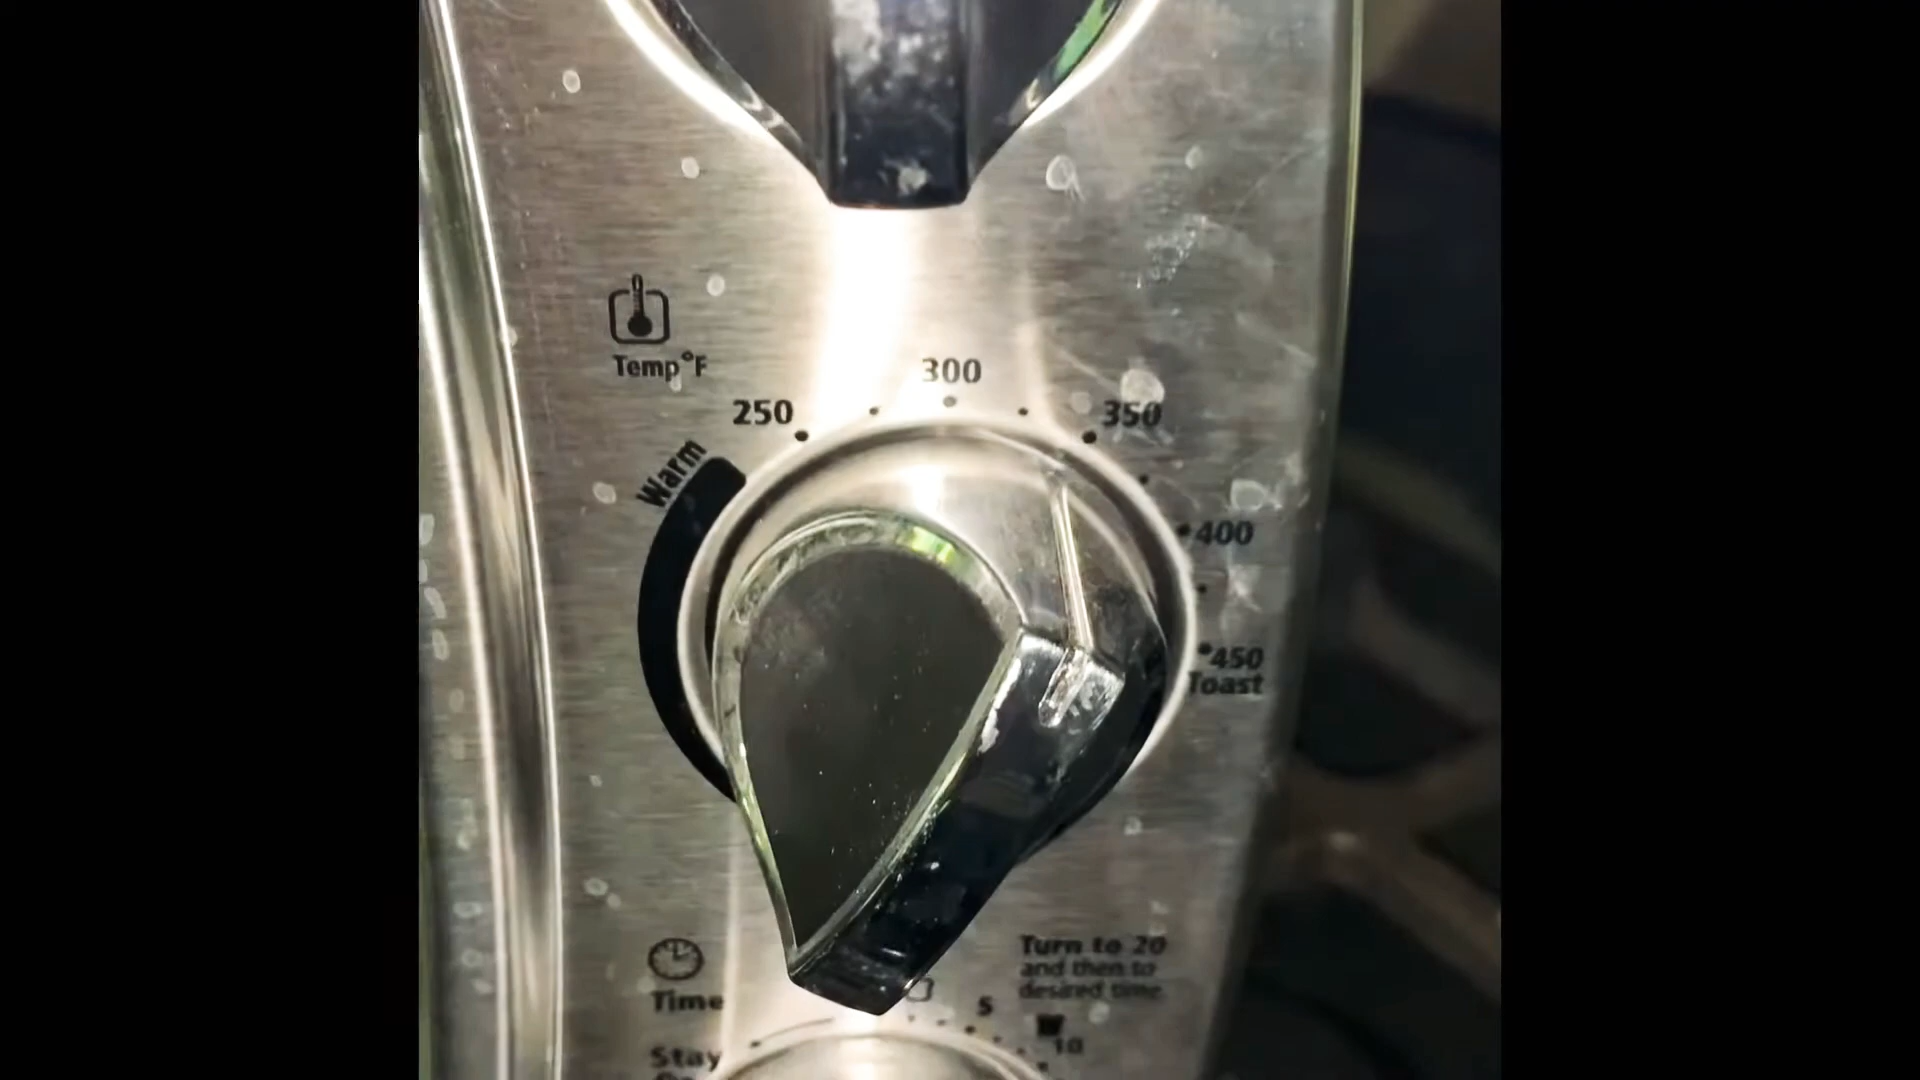 Temp°F
300
250
350
Warm
400
450
Toast
Time
Turn to 20
and then to
desired time
5
10
Stay